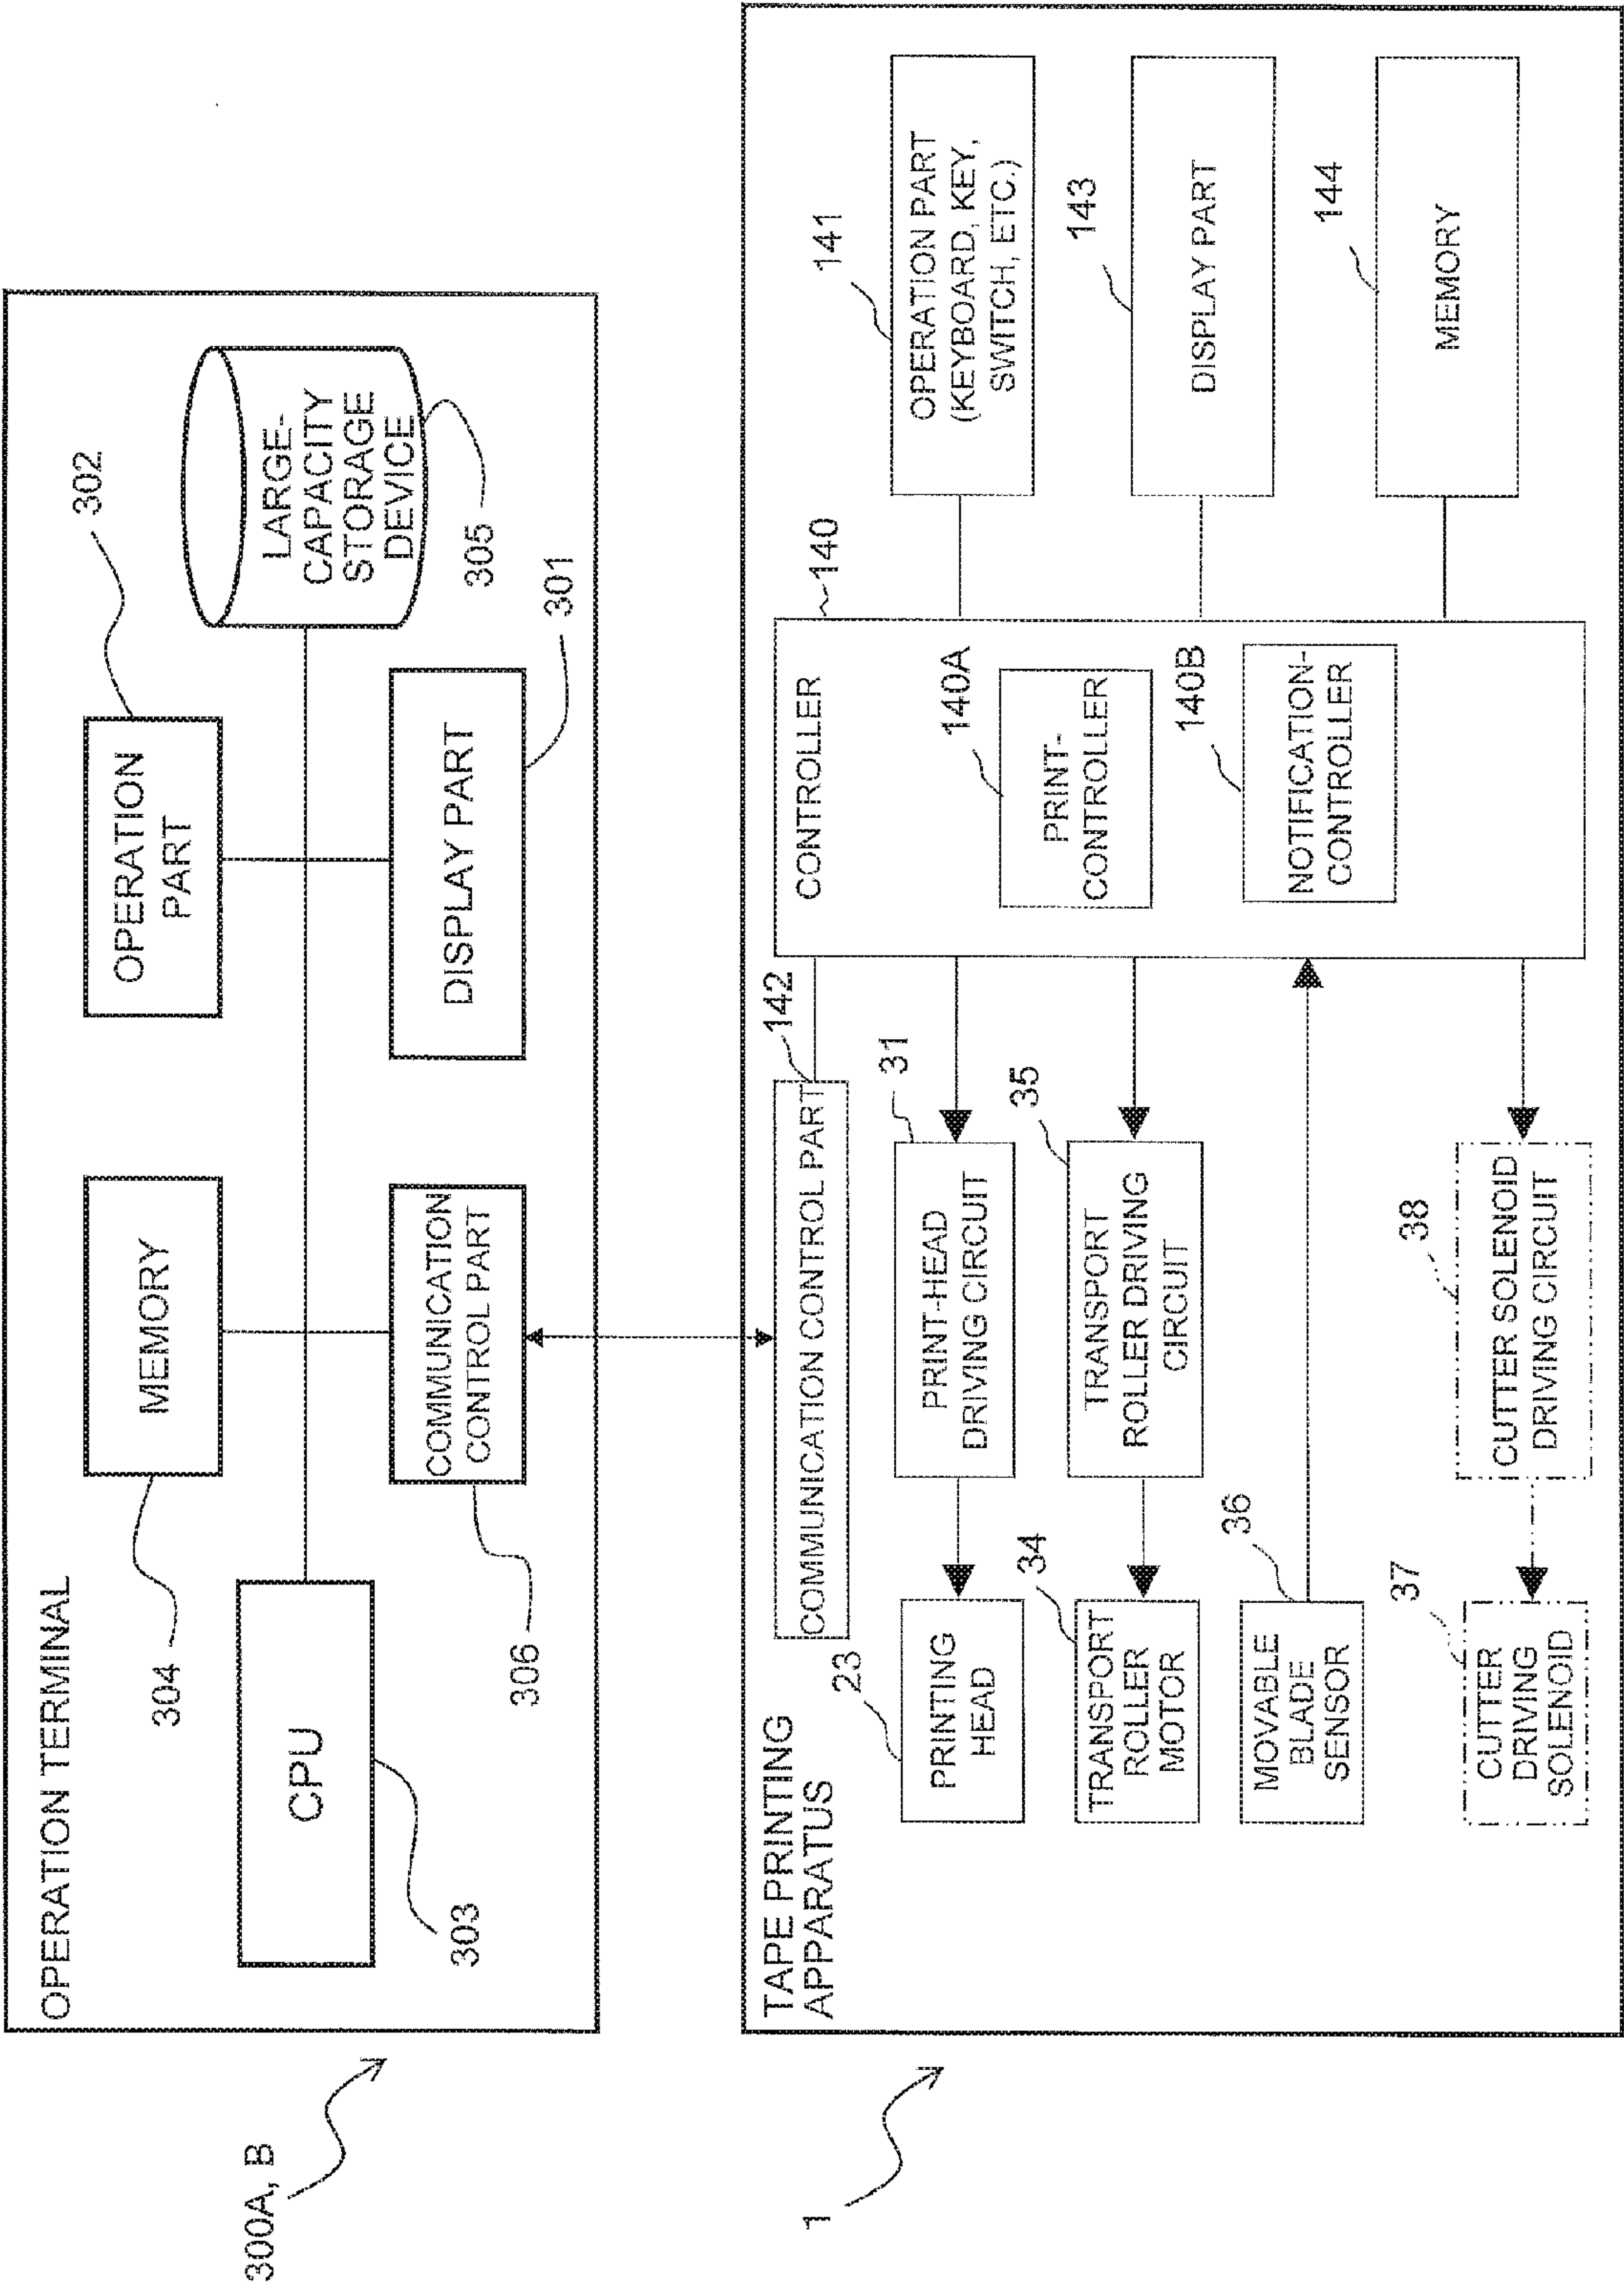 300A, B
OPERATION TERMINAL
303
CPU
304
MEMORY
306
COMMUNICATION
CONTROL PART
302
OPERATION
PART
301
DISPLAY PART
LARGE-
CAPACITY
STORAGE
DEVICE
305
1
TAPE PRINTING
APPARATUS
142
COMMUNICATION CONTROL PART
23
PRINTING
HEAD
31
PRINT-HEAD
DRIVING CIRCUIT
34
TRANSPORT
ROLLER
MOTOR
35
TRANSPORT
ROLLER DRIVING
CIRCUIT
36
MOVABLE
BLADE
SENSOR
37
CUTTER
DRIVING
SOLENOID
38
CUTTER SOLENOID
DRIVING CIRCUIT
140
CONTROLLER
140A
PRINT-
CONTROLLER
140B
NOTIFICATION-
CONTROLLER
141
OPERATION PART
(KEYBOARD, KEY,
SWITCH, ETC.)
143
DISPLAY PART
144
MEMORY